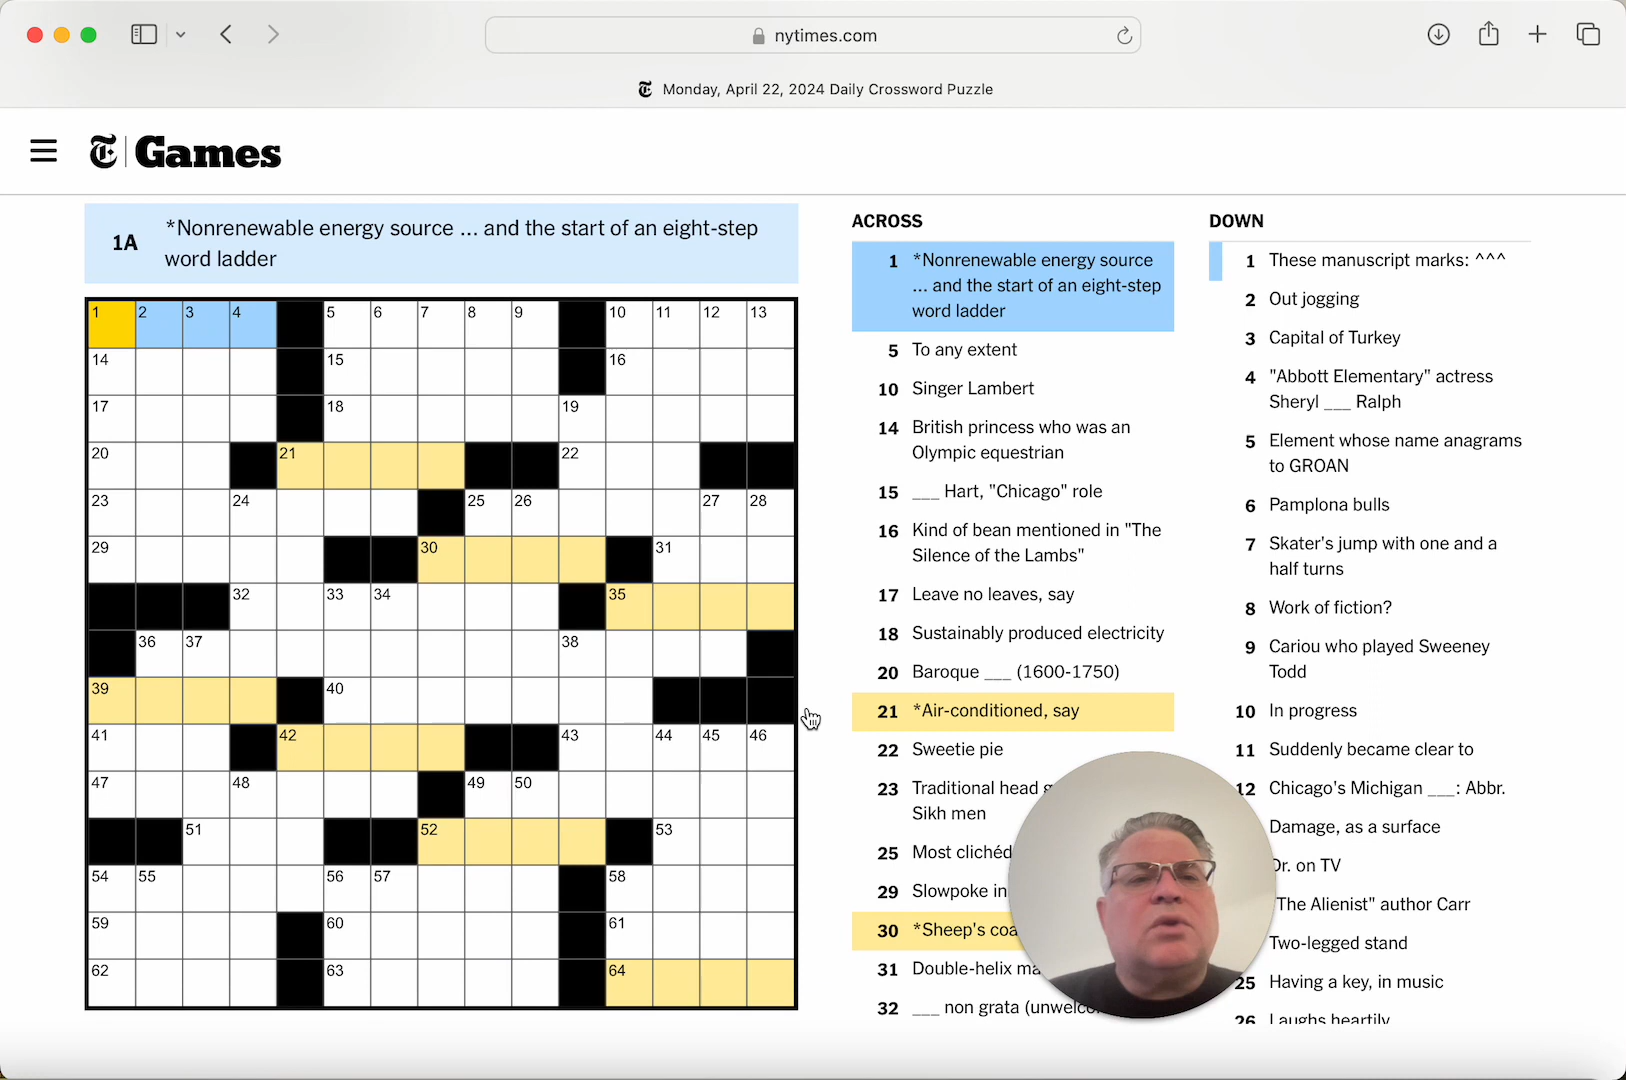 nytimes.com
Monday, April 22, 2024 Daily Crossword Puzzle
Games
1A *Nonrenewable energy source ... and the start of an eight-step
word ladder
1 2 3 4 5 6 7 8 9 10 11 12 13
14 15 16
17 18 19
20 21 22
23 24 25 26 27 28
29 30 31
32 33 34 35
36 37 38
39 40
41 42 43 44 45 46
47 48 49 50
51 52 53
54 55 56 57 58
59 60 61
62 63 64
ACROSS
1 *Nonrenewable energy source
... and the start of an eight-step
word ladder
5 To any extent
10 Singer Lambert
14 British princess who was an
Olympic equestrian
15 ___ Hart, "Chicago" role
16 Kind of bean mentioned in "The
Silence of the Lambs"
17 Leave no leaves, say
18 Sustainably produced electricity
20 Baroque ___ (1600-1750)
21 *Air-conditioned, say
22 Sweetie pie
23 Traditional head
Sikh men
25 Most clichéd
29 Slowpoke in
30 *Sheep's
31 Double-helix
32 ___ non grata
DOWN
1 These manuscript marks: ^^^
2 Out jogging
3 Capital of Turkey
4 "Abbott Elementary" actress
Sheryl ___ Ralph
5 Element whose name anagrams
to GROAN
6 Pamplona bulls
7 Skater's jump with one and a
half turns
8 Work of fiction?
9 Cariou who played Sweeney
Todd
10 In progress
11 Suddenly became clear to
12 Chicago's Michigan ___: Abbr.
Damage, as a surface
Dr. on TV
"The Alienist" author Carr
Two-legged stand
25 Having a key, in music
26 Laughs heartily